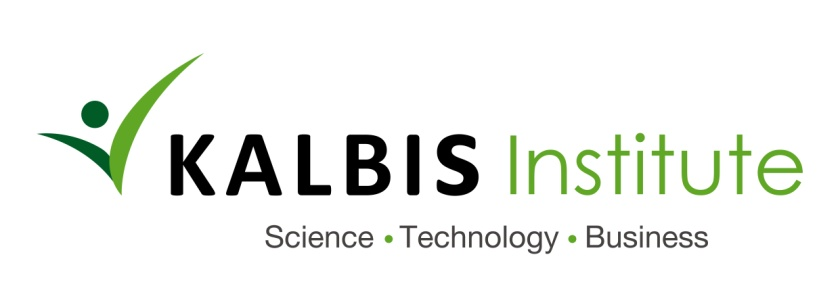 KALBIS Institute
Science • Technology • Business